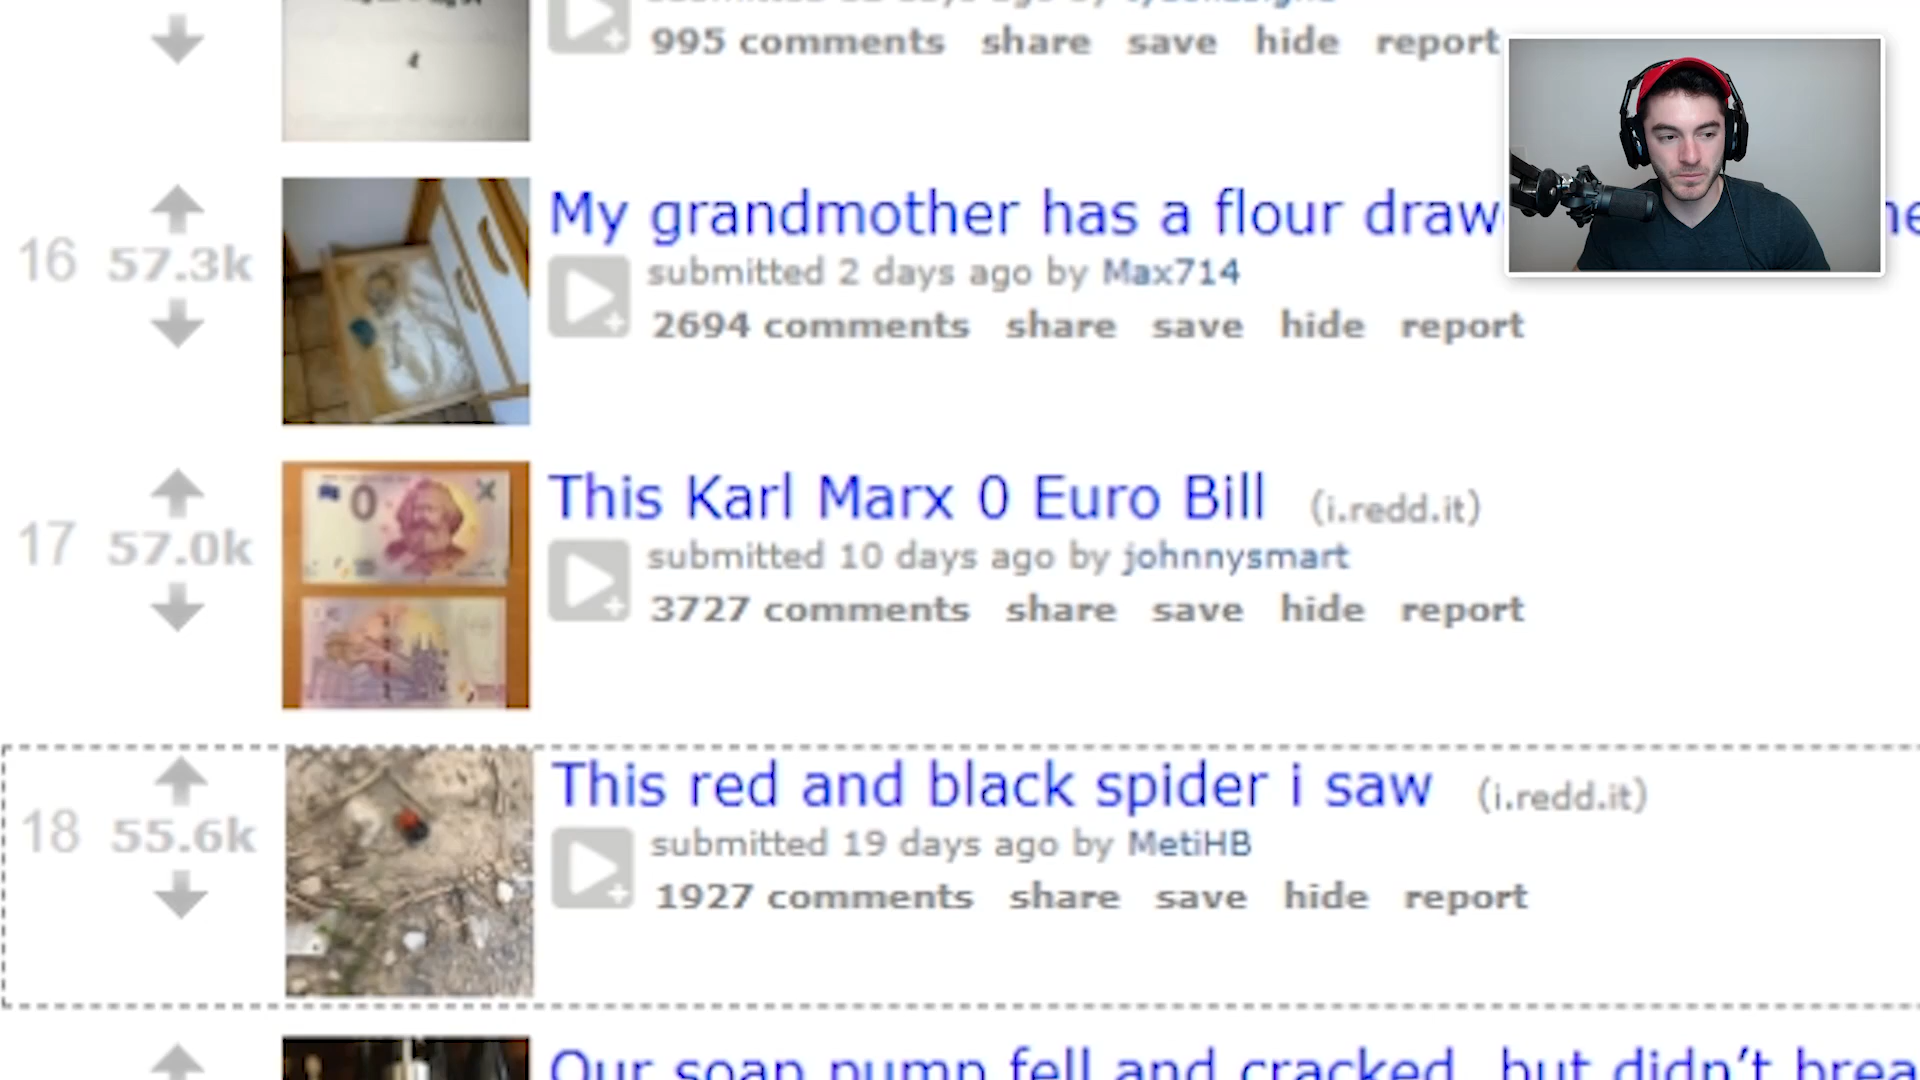 995 comments share save hide report
16
57.3k
My grandmother has a flour
submitted 2 days ago by Max714
2694 comments share save hide report
17
57.0k
This Karl Marx 0 Euro Bill (i.redd.it)
submitted 10 days ago by johnnysmart
3727 comments share save hide report
0
18
55.6k
This red and black spider i saw (i.redd.it)
submitted 19 days ago by MetiHB
1927 comments share save hide report
Our soap pump fell and cracked, but didn't